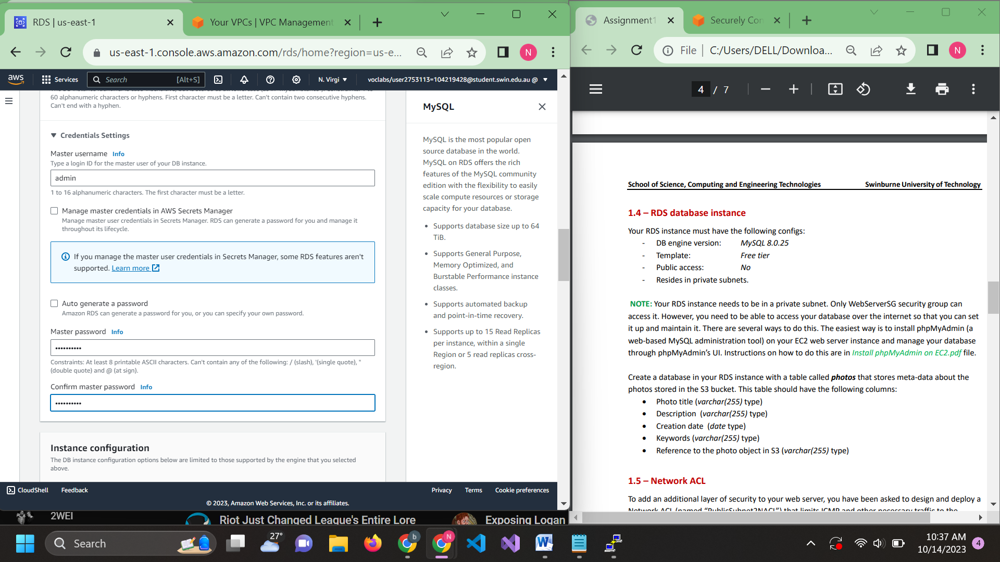 RDS | us-east-1
Your VPCs | VPC Management
us-east-1.console.aws.amazon.com/rds/home?region=us-e...
N
aws
Services
Search
[Alt+S]
N. Virgi
voclabs/user2753113=104219428@student.swin.edu.au @
60 alphanumeric characters or hyphens. First character must be a letter. Can't contain two consecutive hyphens.
Can't end with a hyphen.
Credentials Settings
Master username Info
Type a login ID for the master user of your DB instance.
admin
1 to 16 alphanumeric characters. The first character must be a letter.
Manage master credentials in AWS Secrets Manager
Manage master user credentials in Secrets Manager. RDS can generate a password for you and manage it
throughout its lifecycle.
If you manage the master user credentials in Secrets Manager, some RDS features aren't
supported. Learn more
Auto generate a password
Amazon RDS can generate a password for you, or you can specify your own password.
Master password Info
••••••••••
Constraints: At least 8 printable ASCII characters. Can't contain any of the following: / (slash), '(single quote), "
(double quote) and @ (at sign).
Confirm master password Info
••••••••••
Instance configuration
The DB instance configuration options below are limited to those supported by the engine that you selected
above.
MySQL
MySQL is the most popular open
source database in the world.
MySQL on RDS offers the rich
features of the MySQL community
edition with the flexibility to easily
scale compute resources or storage
capacity for your database.
• Supports database size up to 64
TiB.
• Supports General Purpose,
Memory Optimized, and
Burstable Performance instance
classes.
• Supports automated backup
and point-in-time recovery.
• Supports up to 15 Read Replicas
per instance, within a single
Region or 5 read replicas cross-
region.
CloudShell
Feedback
Privacy
Terms
Cookie preferences
© 2023, Amazon Web Services, Inc. or its affiliates.
2WEI
Riot Just Changed League's Entire Lore
Exposing Logan
Assignment1
Securely Con
File
C:/Users/DELL/Downloa...
N
4 / 7
School of Science, Computing and Engineering Technologies
Swinburne University of Technology
1.4 – RDS database instance
Your RDS instance must have the following configs:
- DB engine version: MySQL 8.0.25
- Template: Free tier
- Public access: No
- Resides in private subnets.
NOTE: Your RDS instance needs to be in a private subnet. Only WebServerSG security group can
access it. However, you need to be able to access your database over the internet so that you can set
it up and maintain it. There are several ways to do this. The easiest way is to install phpMyAdmin (a
web-based MySQL administration tool) on your EC2 web server instance and manage your database
through phpMyAdmin’s UI. Instructions on how to do this are in Install phpMyAdmin on EC2.pdf file.
Create a database in your RDS instance with a table called photos that stores meta-data about the
photos stored in the S3 bucket. This table should have the following columns:
• Photo title (varchar(255) type)
• Description (varchar(255) type)
• Creation date (date type)
• Keywords (varchar(255) type)
• Reference to the photo object in S3 (varchar(255) type)
1.5 – Network ACL
To add an additional layer of security to your web server, you have been asked to design and deploy a
Network ACL (named “PublicSubnet2NACL”) that limits ICMP and other necessary traffic to the
Search
27°
b
N
10:37 AM
10/14/2023
4